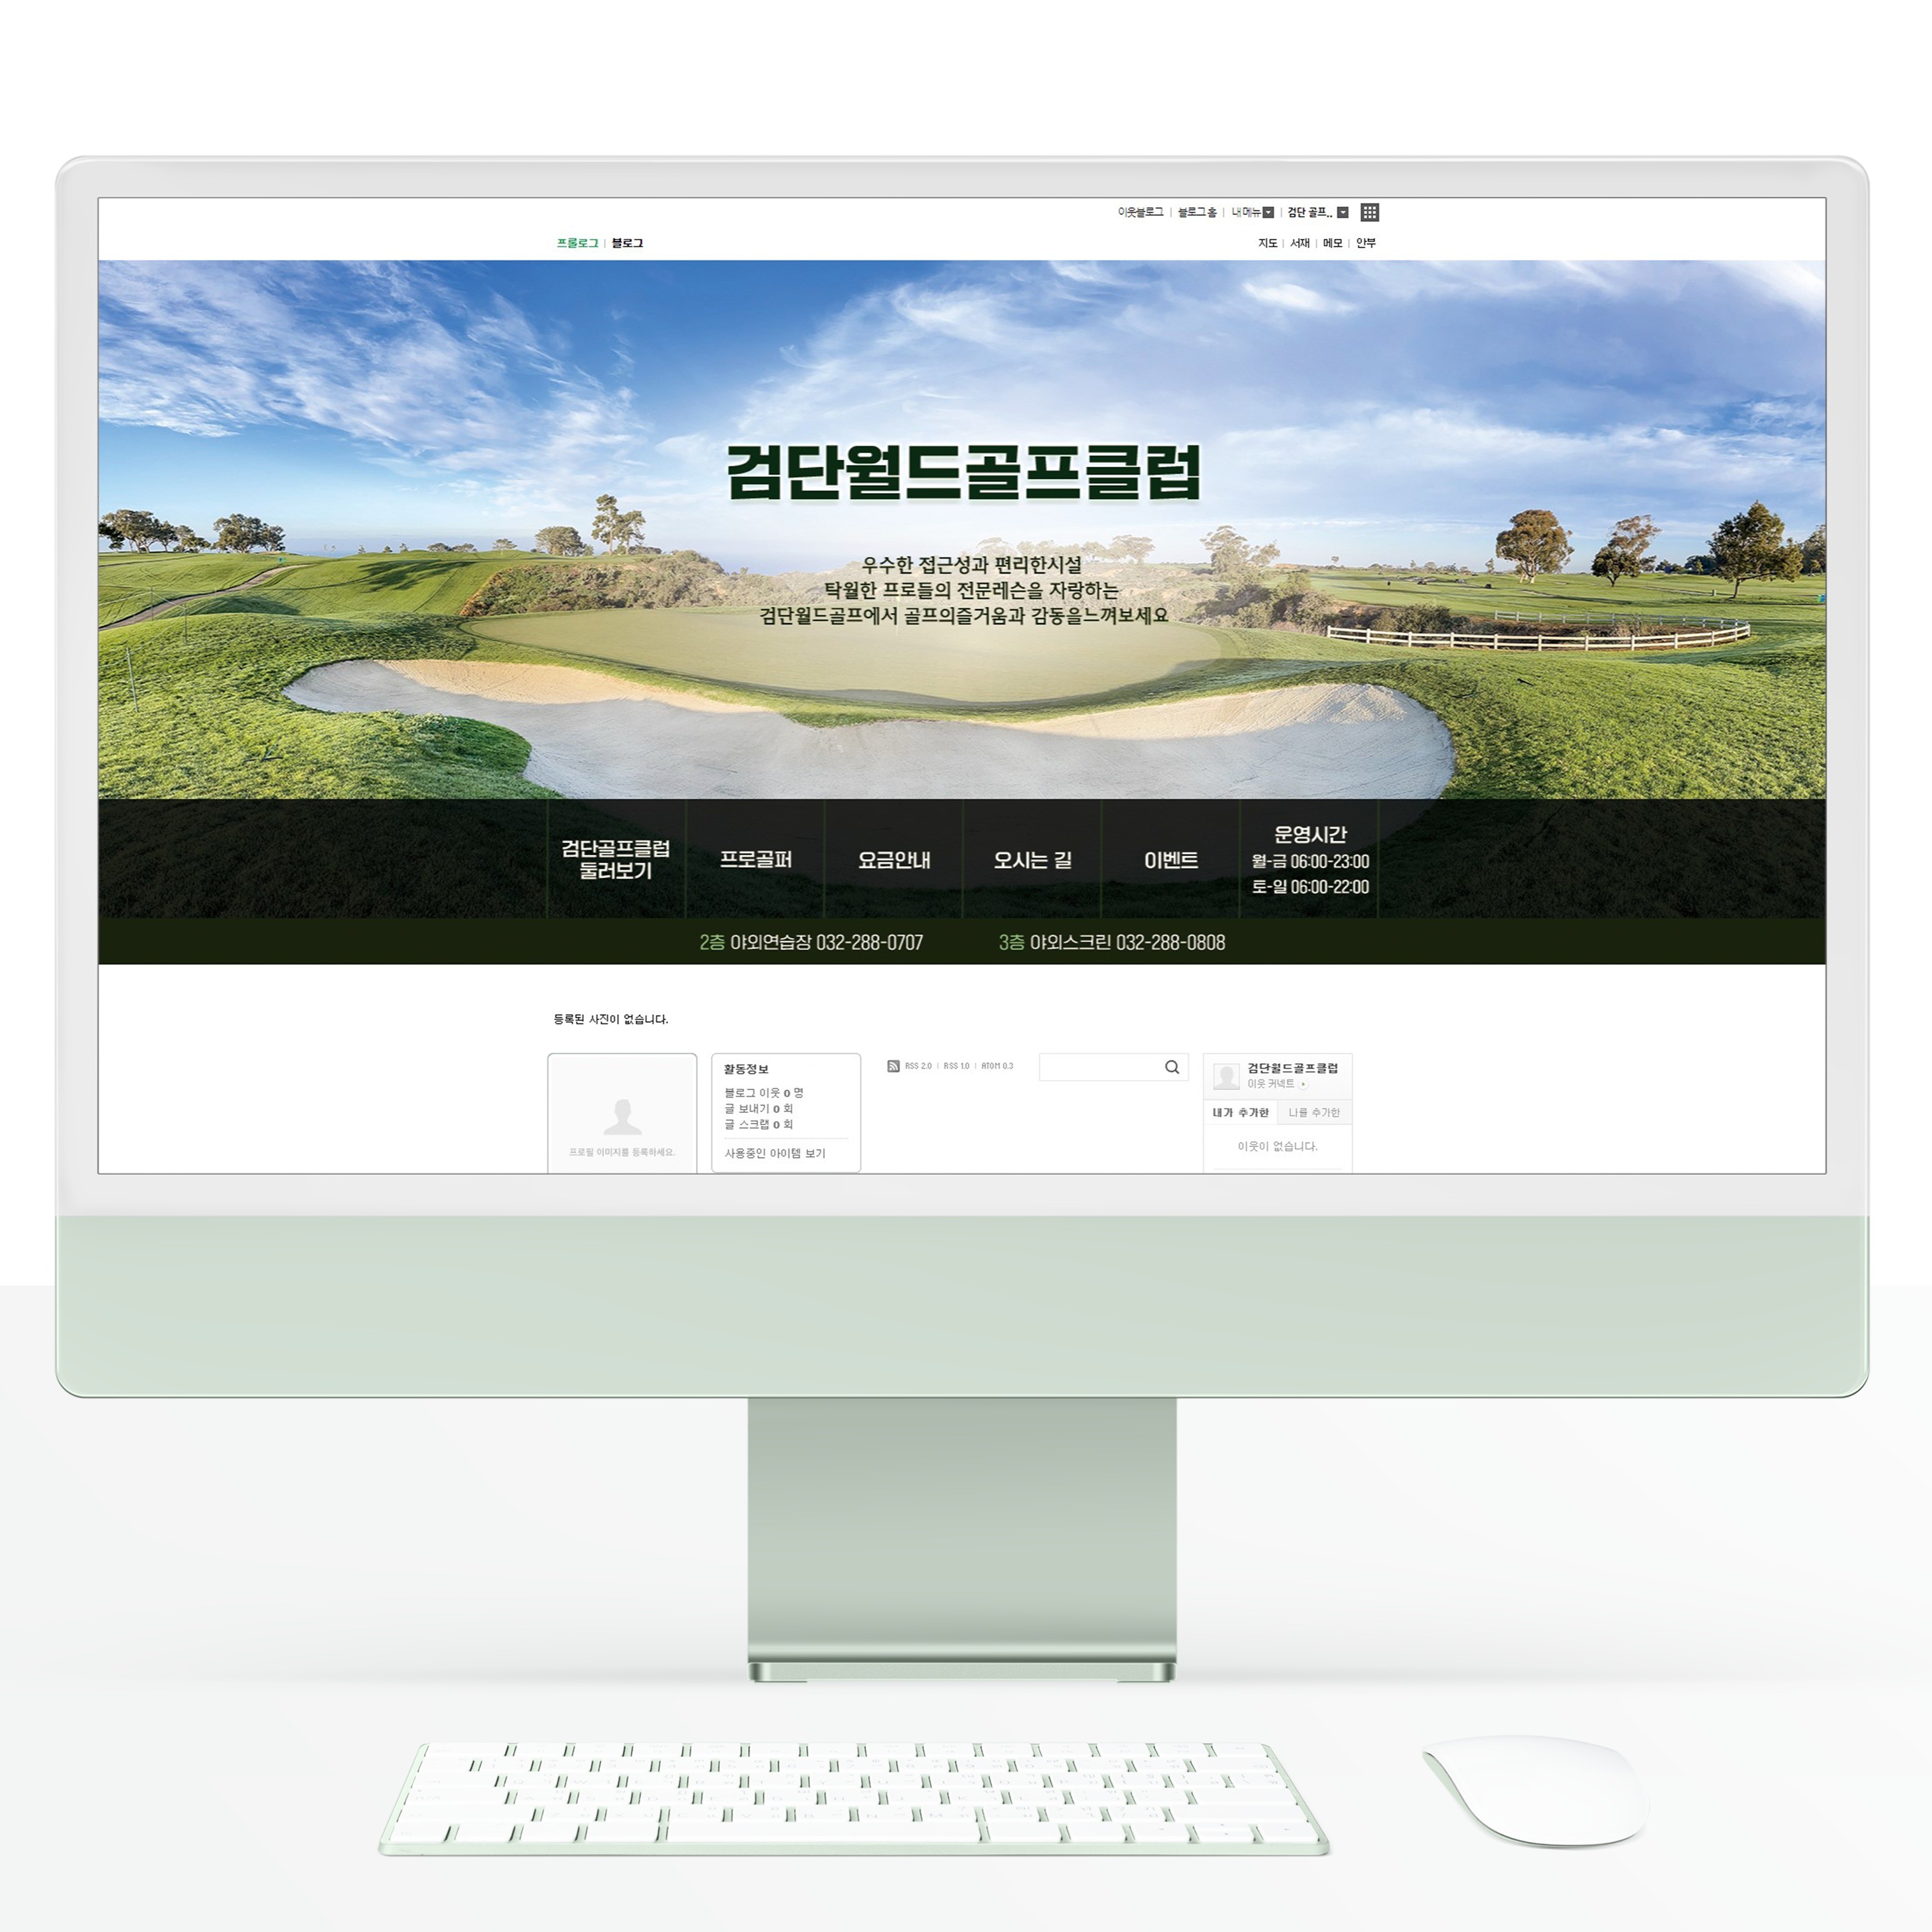 이웃블로그 | 블로그 홈 | 내 메뉴 | 검단 골프..
프롤로그 | 블로그
지도 | 서재 | 메모 | 안부
검단월드골프클럽
우수한 접근성과 편리한시설
탁월한 프로들의 전문레슨을 자랑하는
검단월드골프에서 골프의즐거움과 감동을느껴보세요
검단골프클럽
둘러보기
프로골퍼
요금안내
오시는 길
이벤트
운영시간
월-금 06:00-23:00
토-일 06:00-22:00
2층 야외연습장 032-288-0707
3층 야외스크린 032-288-0808
등록된 사진이 없습니다.
프로필 이미지를 등록하세요.
활동정보
블로그 이웃 0 명
글 보내기 0 회
글 스크랩 0 회
사용중인 아이템 보기
RSS 2.0 | RSS 1.0 | ATOM 0.3
검단월드골프클럽
이웃 커넥트
내가 추가한
나를 추가한
이웃이 없습니다.